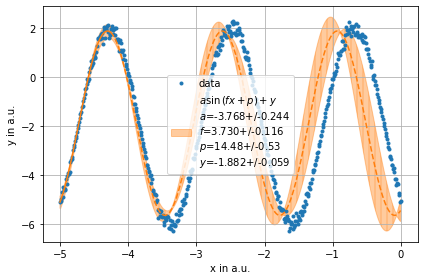 data
a sin(fx + p) + y
a=-3.768+/-0.244
f=3.730+/-0.116
p=14.48+/-0.53
y=-1.882+/-0.059
y in a.u.
2
0
−2
−4
−6
−5
−4
−3
−2
−1
0
x in a.u.